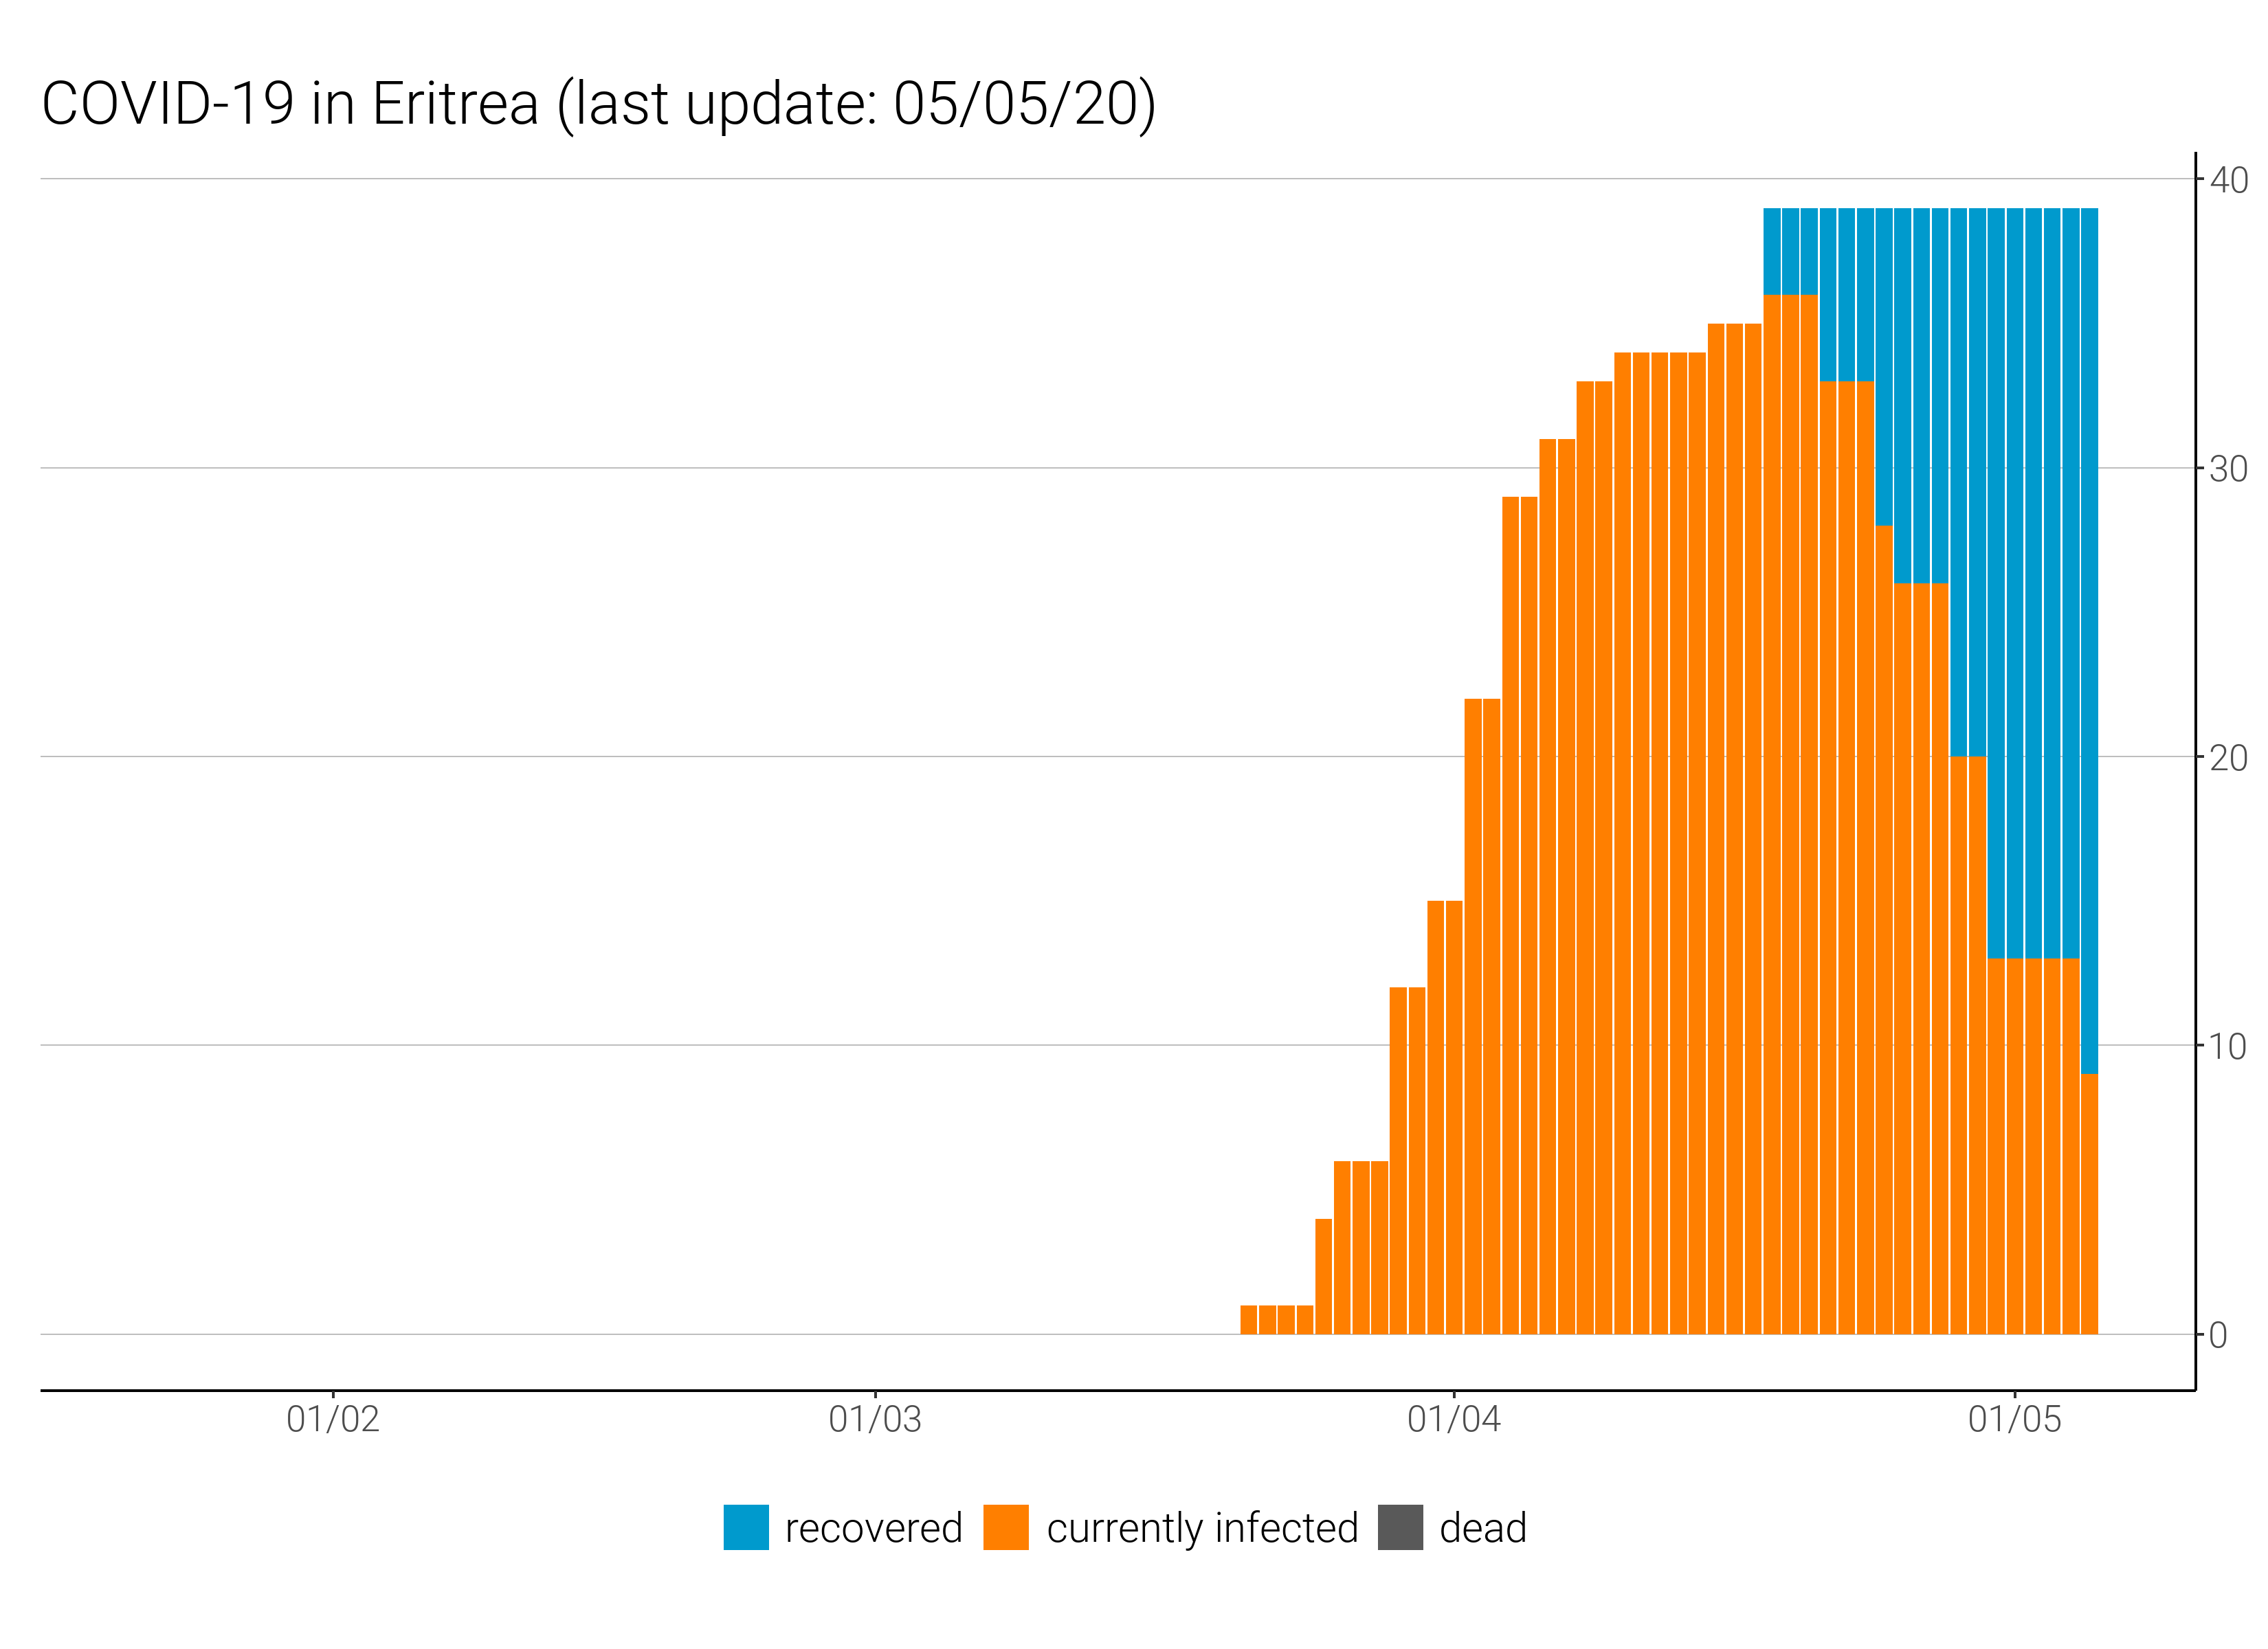 COVID-19 in Eritrea (last update: 05/05/20)
40
30
20
10
0
01/02 01/03 01/04 01/05
recovered currently infected dead